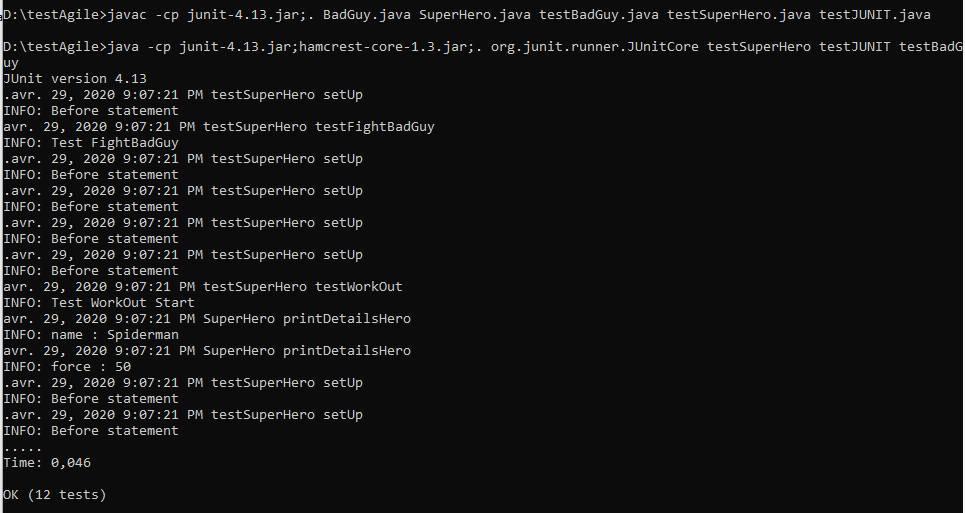 D:\testAgile>javac -cp junit-4.13.jar;. BadGuy.java SuperHero.java testBadGuy.java testSuperHero.java testJUNIT.java
D:\testAgile>java -cp junit-4.13.jar;hamcrest-core-1.3.jar;. org.junit.runner.JUnitCore testSuperHero testJUNIT testBadG
uy
JUnit version 4.13
.avr. 29, 2020 9:07:21 PM testSuperHero setUp
INFO: Before statement
avr. 29, 2020 9:07:21 PM testSuperHero testFightBadGuy
INFO: Test FightBadGuy
.avr. 29, 2020 9:07:21 PM testSuperHero setUp
INFO: Before statement
.avr. 29, 2020 9:07:21 PM testSuperHero setUp
INFO: Before statement
.avr. 29, 2020 9:07:21 PM testSuperHero setUp
INFO: Before statement
.avr. 29, 2020 9:07:21 PM testSuperHero setUp
INFO: Before statement
avr. 29, 2020 9:07:21 PM testSuperHero testWorkOut
INFO: Test WorkOut Start
avr. 29, 2020 9:07:21 PM SuperHero printDetailsHero
INFO: name : Spiderman
avr. 29, 2020 9:07:21 PM SuperHero printDetailsHero
INFO: force : 50
.avr. 29, 2020 9:07:21 PM testSuperHero setUp
INFO: Before statement
.avr. 29, 2020 9:07:21 PM testSuperHero setUp
INFO: Before statement
.....
Time: 0,046
OK (12 tests)